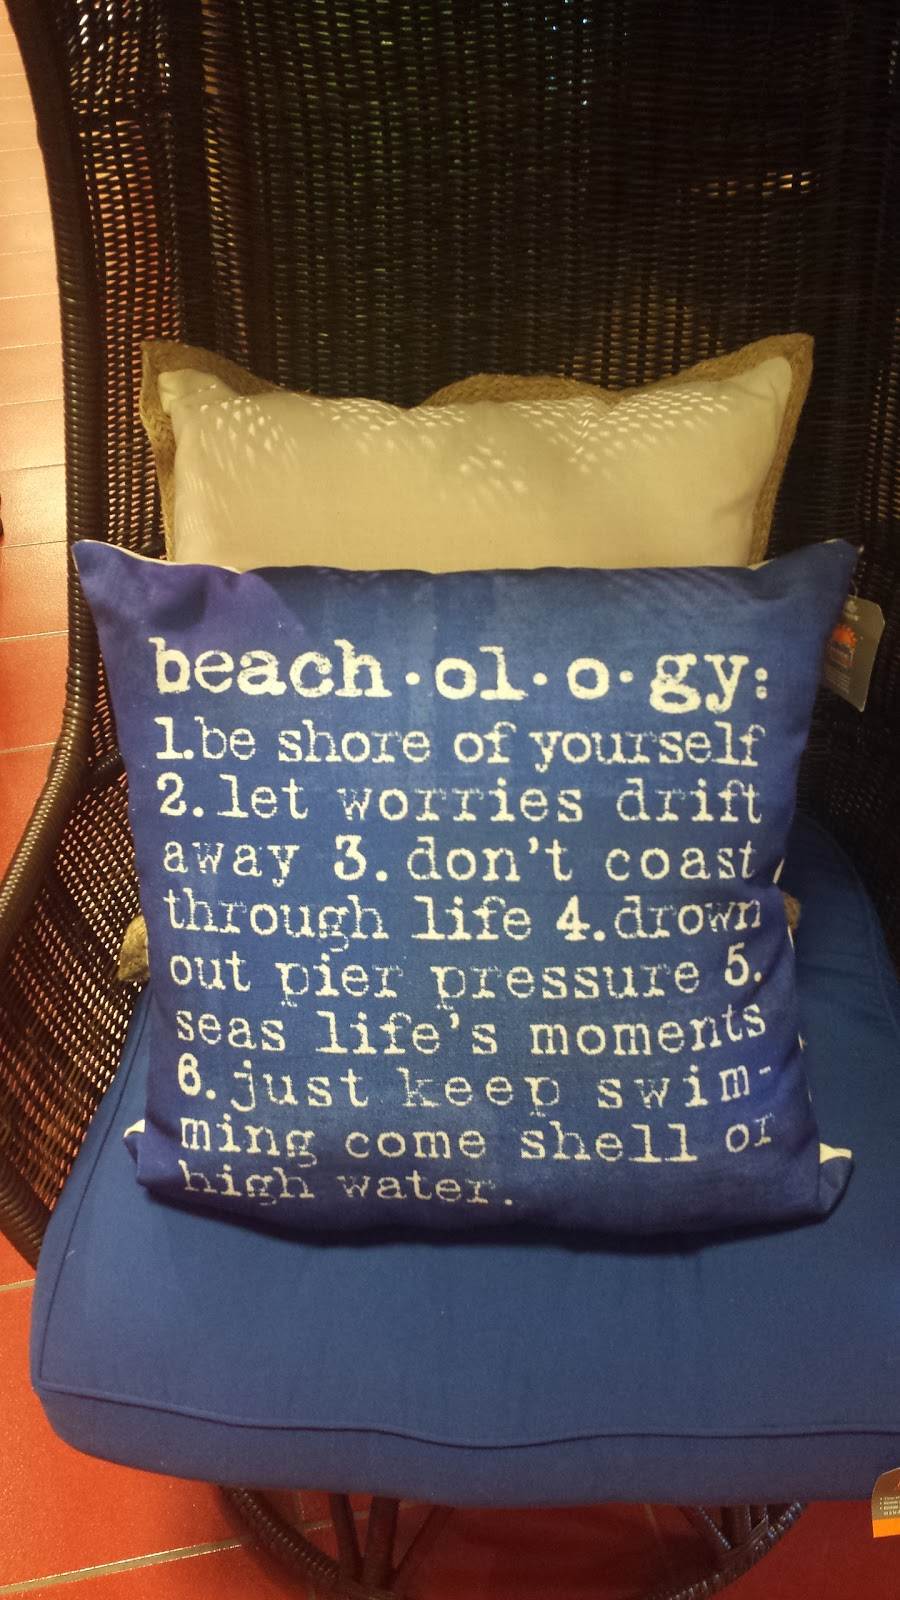 beach·ol·o·gy:
1.be shore of yourself
2.let worries drift
away 3.don't coast
through life 4.drown
out pier pressure 5.
seas life's moments
6.just keep swim-
ming come shell or
high water.